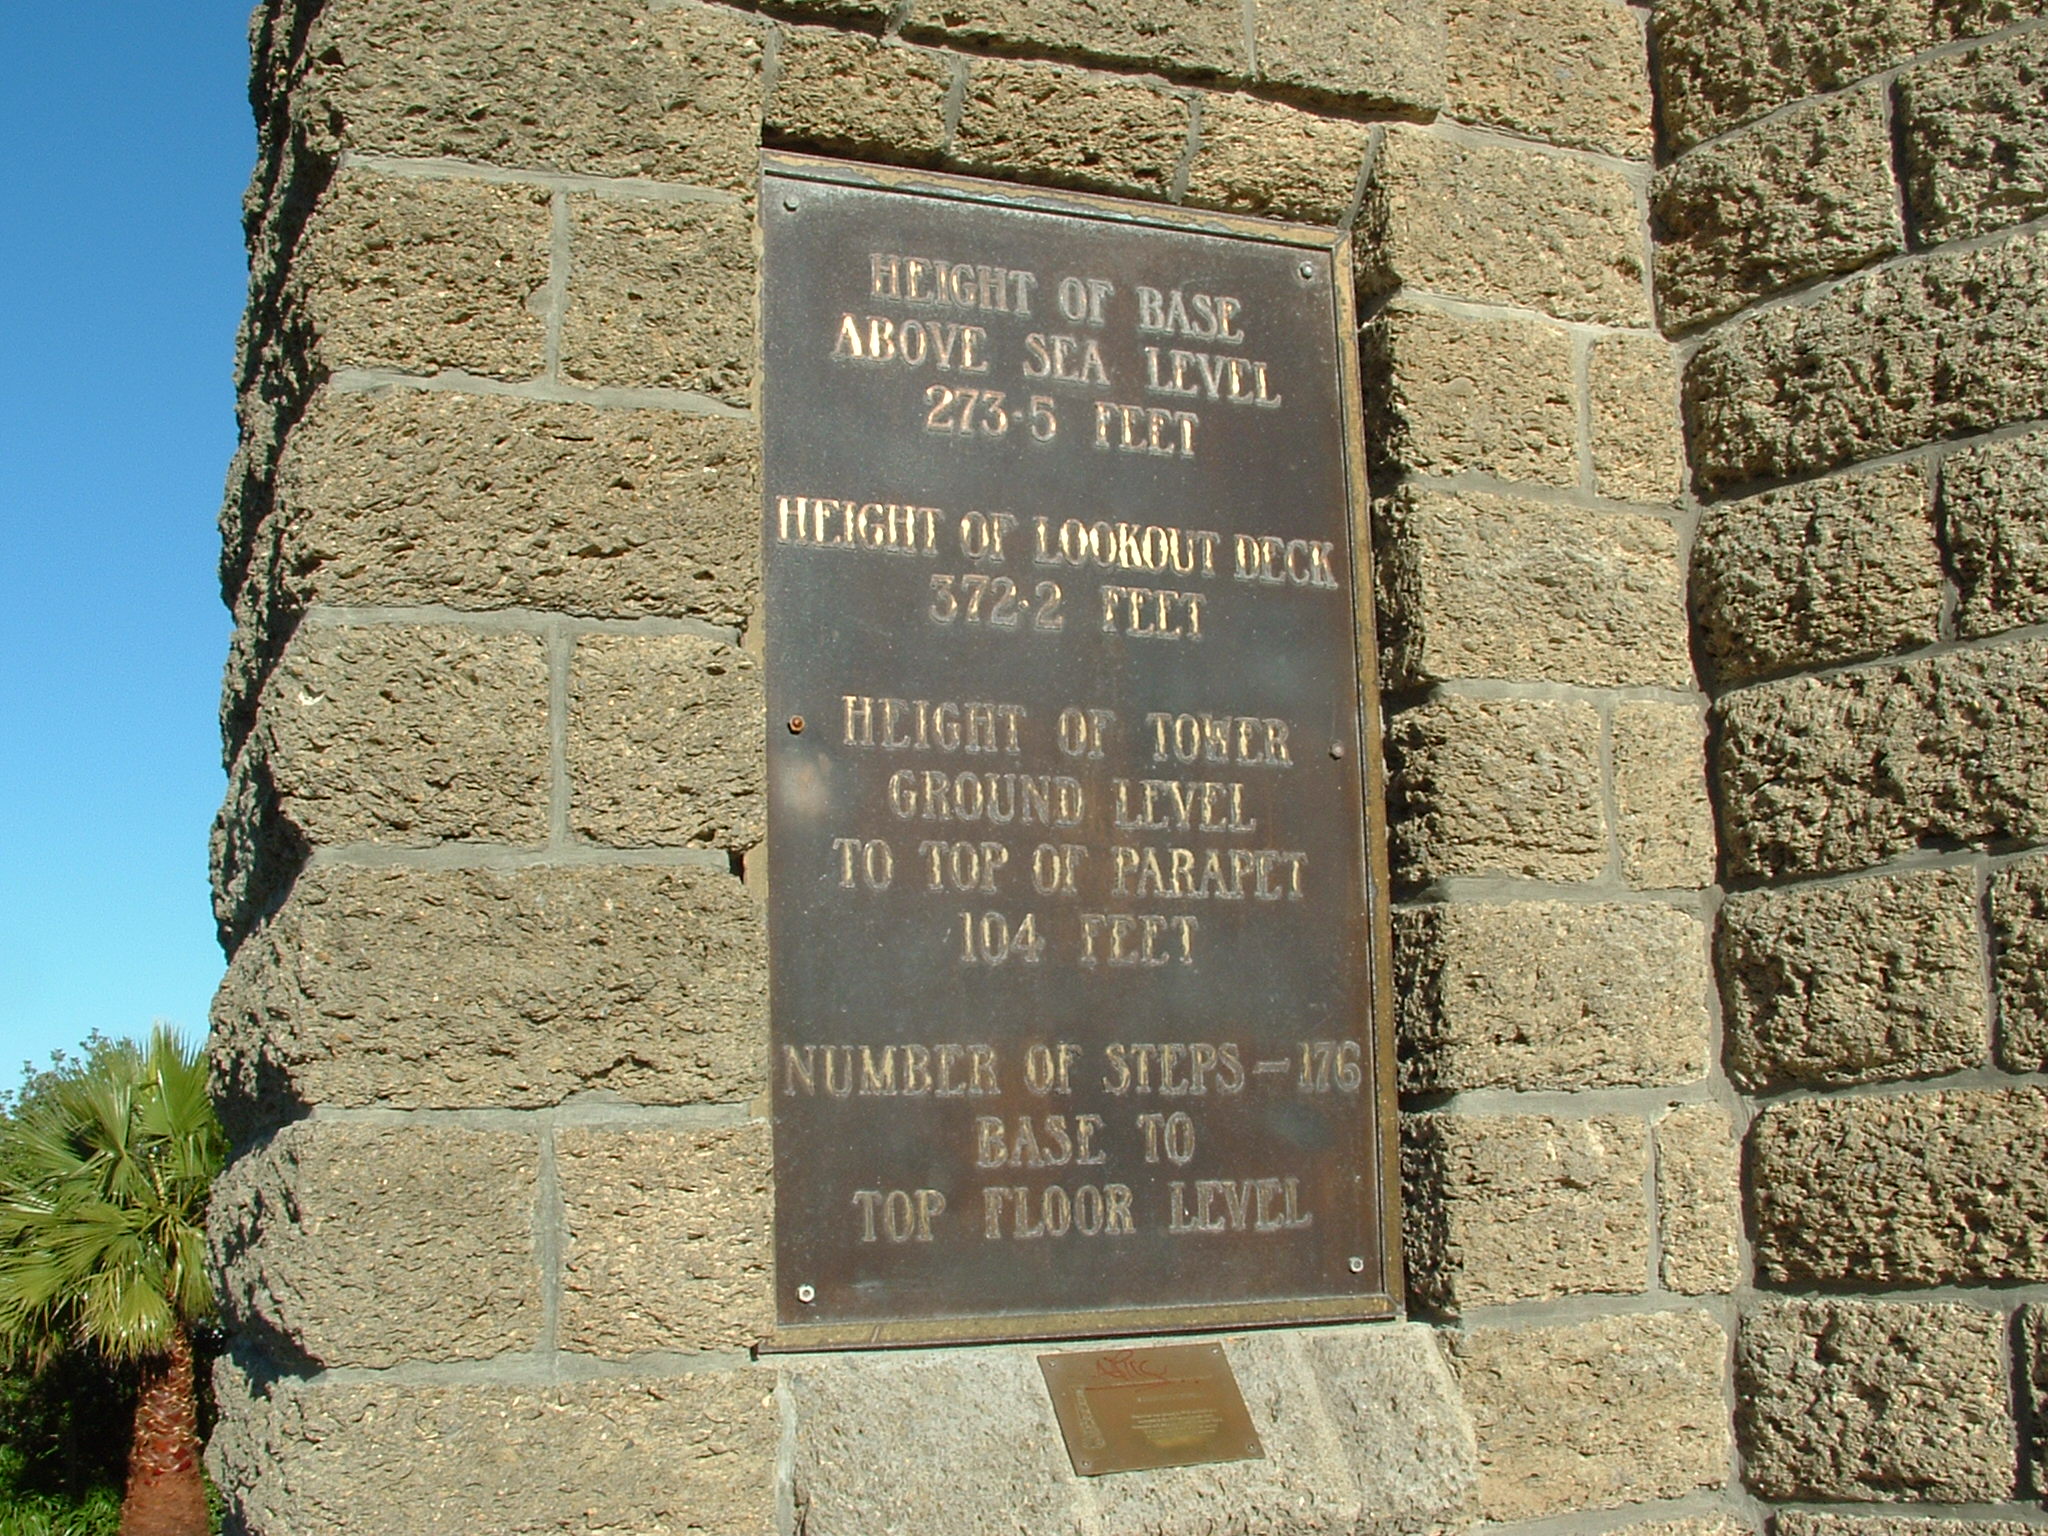 HEIGHT OF BASE
ABOVE SEA LEVEL
273·5 FEET
HEIGHT OF LOOKOUT DECK
372·2 FEET
HEIGHT OF TOWER
GROUND LEVEL
TO TOP OF PARAPET
104 FEET
NUMBER OF STEPS — 176
BASE TO
TOP FLOOR LEVEL